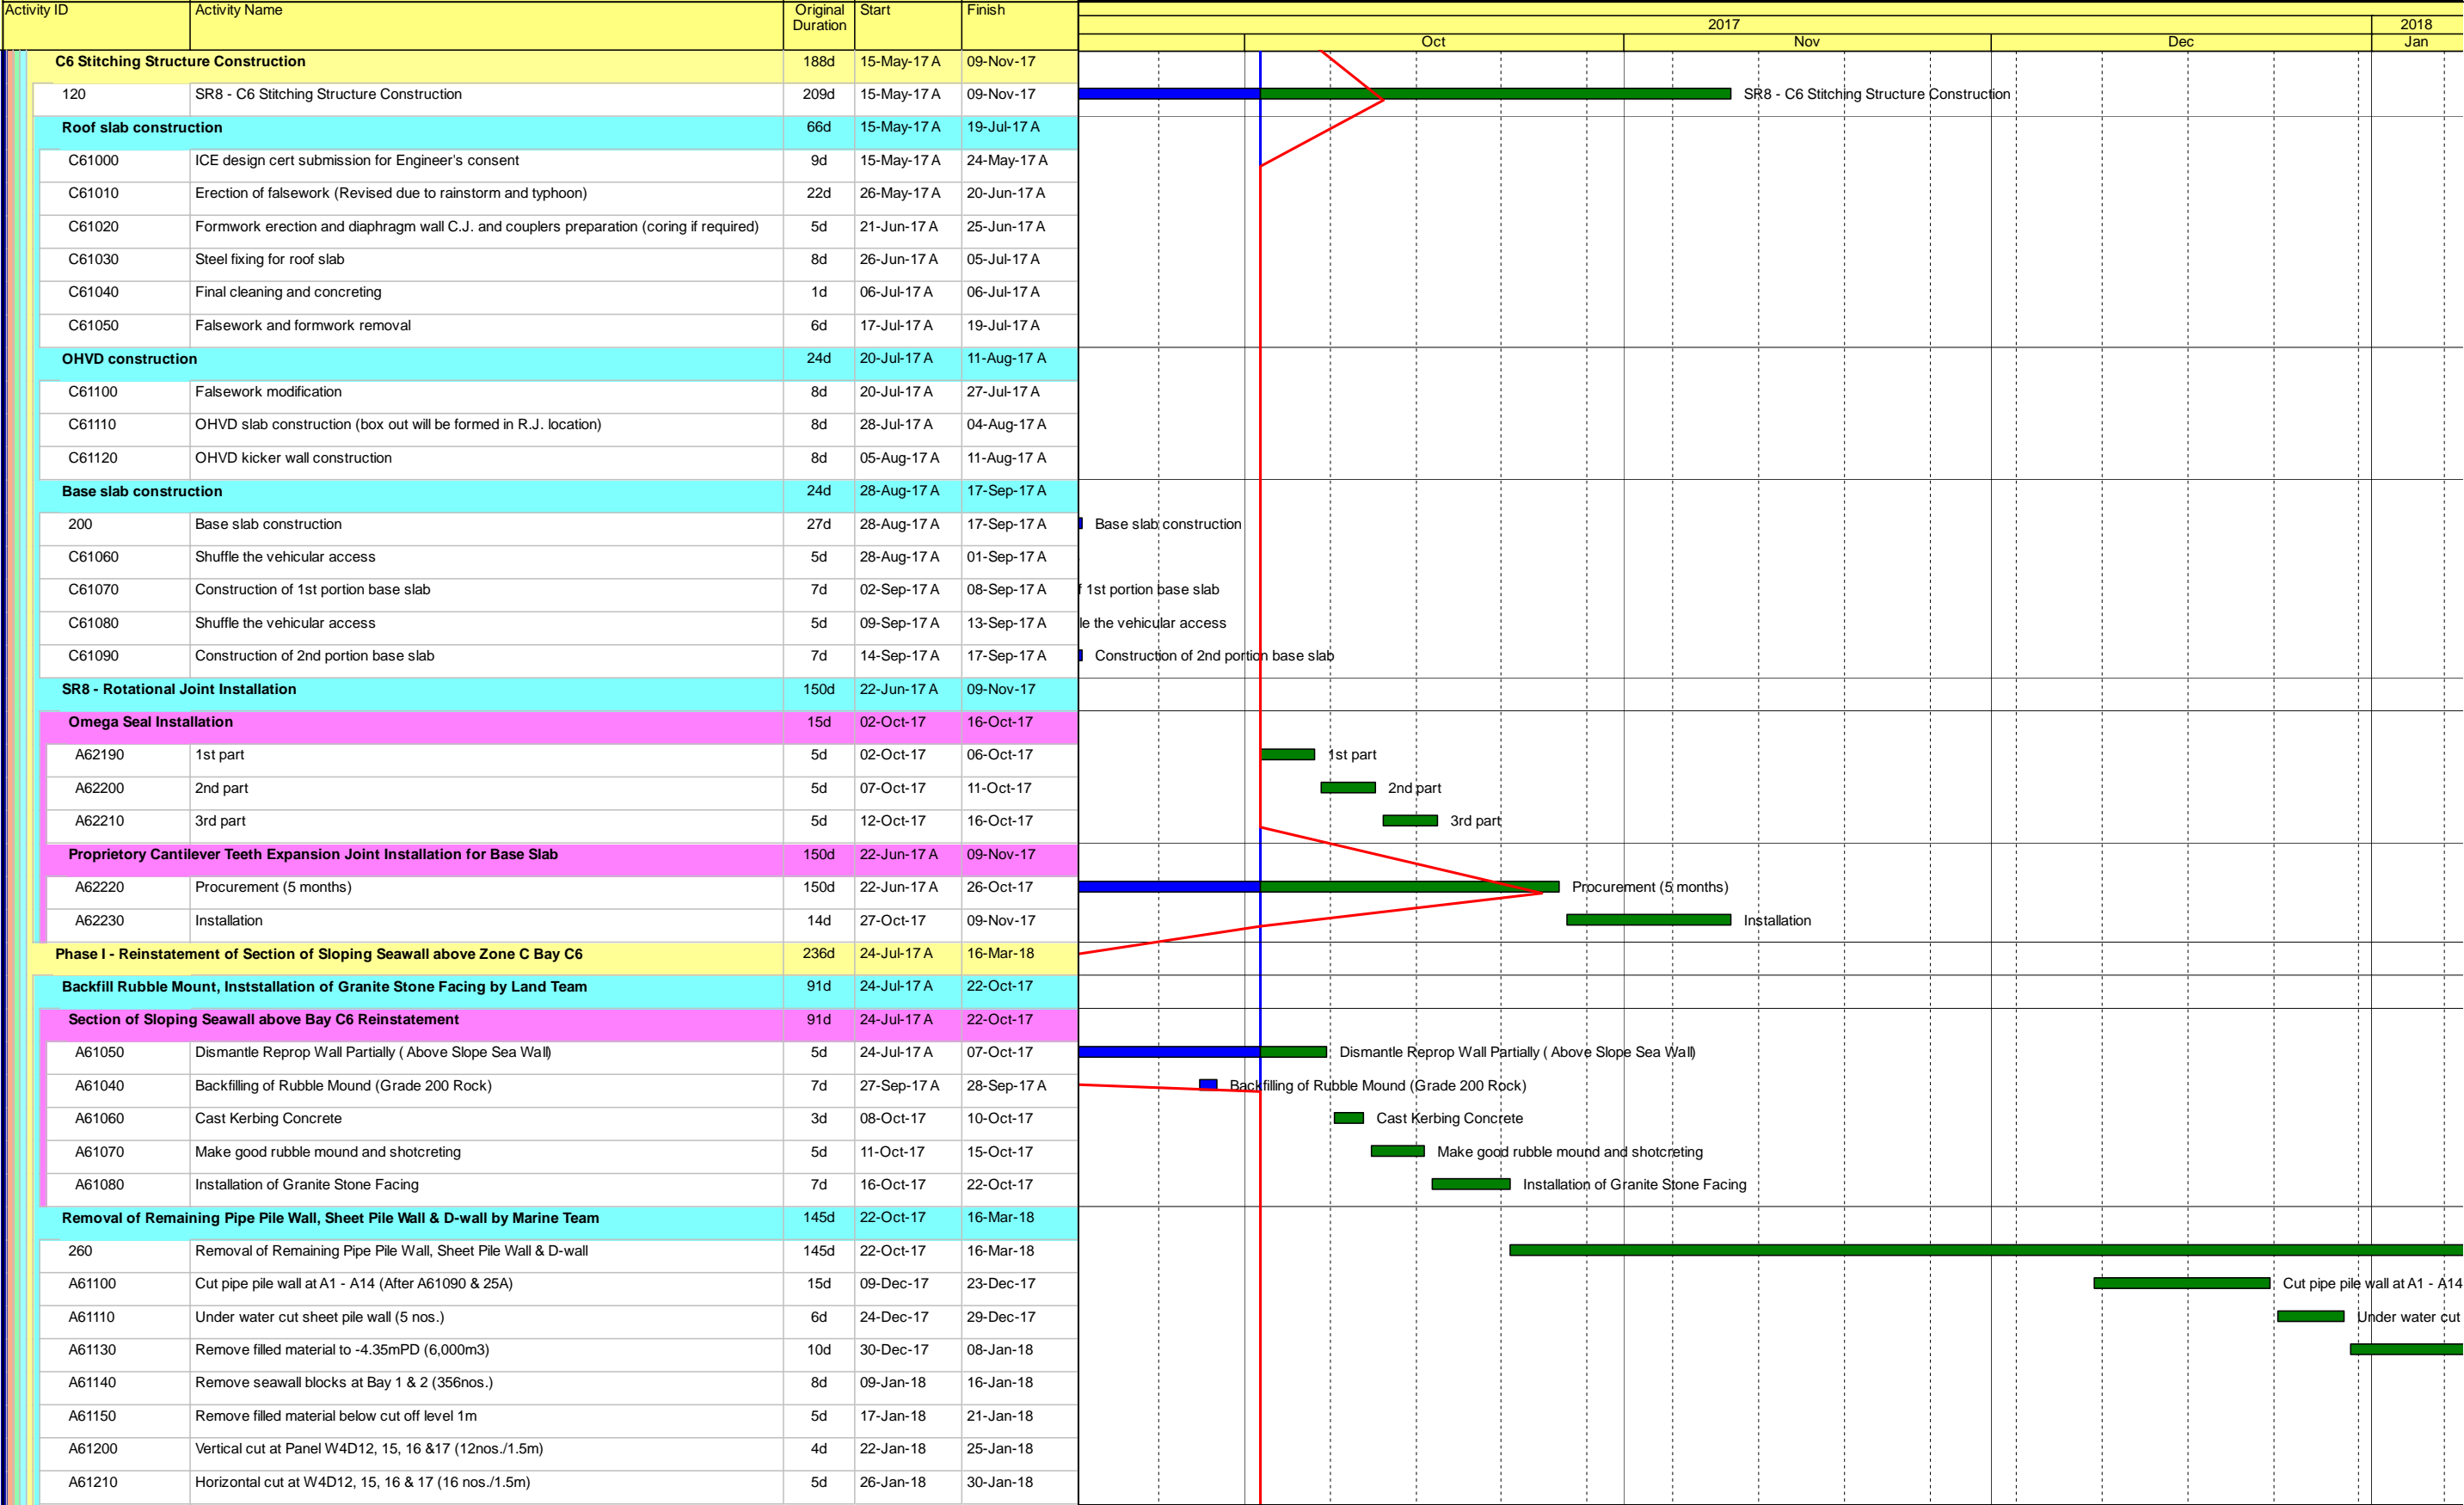 Activity ID Activity Name Original Start Finish
Duration 2017 2018
Oct Nov Dec Jan
C6 Stitching Structure Construction 188d 15-May-17 A 09-Nov-17
120 SR8 - C6 Stitching Structure Construction 209d 15-May-17 A 09-Nov-17 SR8 - C6 Stitching Structure Construction
Roof slab construction 66d 15-May-17 A 19-Jul-17 A
C61000 ICE design cert submission for Engineer's consent 9d 15-May-17 A 24-May-17 A
C61010 Erection of falsework (Revised due to rainstorm and typhoon) 22d 26-May-17 A 20-Jun-17 A
C61020 Formwork erection and diaphragm wall C.J. and couplers preparation (coring if required) 5d 21-Jun-17 A 25-Jun-17 A
C61030 Steel fixing for roof slab 8d 26-Jun-17 A 05-Jul-17 A
C61040 Final cleaning and concreting 1d 06-Jul-17 A 06-Jul-17 A
C61050 Falsework and formwork removal 6d 17-Jul-17 A 19-Jul-17 A
OHVD construction 24d 20-Jul-17 A 11-Aug-17 A
C61100 Falsework modification 8d 20-Jul-17 A 27-Jul-17 A
C61110 OHVD slab construction (box out will be formed in R.J. location) 8d 28-Jul-17 A 04-Aug-17 A
C61120 OHVD kicker wall construction 8d 05-Aug-17 A 11-Aug-17 A
Base slab construction 24d 28-Aug-17 A 17-Sep-17 A
200 Base slab construction 27d 28-Aug-17 A 17-Sep-17 A Base slab construction
C61060 Shuffle the vehicular access 5d 28-Aug-17 A 01-Sep-17 A
C61070 Construction of 1st portion base slab 7d 02-Sep-17 A 08-Sep-17 A f 1st portion base slab
C61080 Shuffle the vehicular access 5d 09-Sep-17 A 13-Sep-17 A le the vehicular access
C61090 Construction of 2nd portion base slab 7d 14-Sep-17 A 17-Sep-17 A Construction of 2nd portion base slab
SR8 - Rotational Joint Installation 150d 22-Jun-17 A 09-Nov-17
Omega Seal Installation 15d 02-Oct-17 16-Oct-17
A62190 1st part 5d 02-Oct-17 06-Oct-17 1st part
A62200 2nd part 5d 07-Oct-17 11-Oct-17 2nd part
A62210 3rd part 5d 12-Oct-17 16-Oct-17 3rd part
Proprietory Cantilever Teeth Expansion Joint Installation for Base Slab 150d 22-Jun-17 A 09-Nov-17
A62220 Procurement (5 months) 150d 22-Jun-17 A 26-Oct-17 Procurement (5 months)
A62230 Installation 14d 27-Oct-17 09-Nov-17 Installation
Phase I - Reinstatement of Section of Sloping Seawall above Zone C Bay C6 236d 24-Jul-17 A 16-Mar-18
Backfill Rubble Mount, Inststallation of Granite Stone Facing by Land Team 91d 24-Jul-17 A 22-Oct-17
Section of Sloping Seawall above Bay C6 Reinstatement 91d 24-Jul-17 A 22-Oct-17
A61050 Dismantle Reprop Wall Partially ( Above Slope Sea Wall) 5d 24-Jul-17 A 07-Oct-17 Dismantle Reprop Wall Partially ( Above Slope Sea Wall)
A61040 Backfilling of Rubble Mound (Grade 200 Rock) 7d 27-Sep-17 A 28-Sep-17 A Backfilling of Rubble Mound (Grade 200 Rock)
A61060 Cast Kerbing Concrete 3d 08-Oct-17 10-Oct-17 Cast Kerbing Concrete
A61070 Make good rubble mound and shotcreting 5d 11-Oct-17 15-Oct-17 Make good rubble mound and shotcreting
A61080 Installation of Granite Stone Facing 7d 16-Oct-17 22-Oct-17 Installation of Granite Stone Facing
Removal of Remaining Pipe Pile Wall, Sheet Pile Wall & D-wall by Marine Team 145d 22-Oct-17 16-Mar-18
260 Removal of Remaining Pipe Pile Wall, Sheet Pile Wall & D-wall 145d 22-Oct-17 16-Mar-18
A61100 Cut pipe pile wall at A1 - A14 (After A61090 & 25A) 15d 09-Dec-17 23-Dec-17 Cut pipe pile wall at A1 - A14
A61110 Under water cut sheet pile wall (5 nos.) 6d 24-Dec-17 29-Dec-17 Under water cut
A61130 Remove filled material to -4.35mPD (6,000m3) 10d 30-Dec-17 08-Jan-18
A61140 Remove seawall blocks at Bay 1 & 2 (356nos.) 8d 09-Jan-18 16-Jan-18
A61150 Remove filled material below cut off level 1m 5d 17-Jan-18 21-Jan-18
A61200 Vertical cut at Panel W4D12, 15, 16 &17 (12nos./1.5m) 4d 22-Jan-18 25-Jan-18
A61210 Horizontal cut at W4D12, 15, 16 & 17 (16 nos./1.5m) 5d 26-Jan-18 30-Jan-18